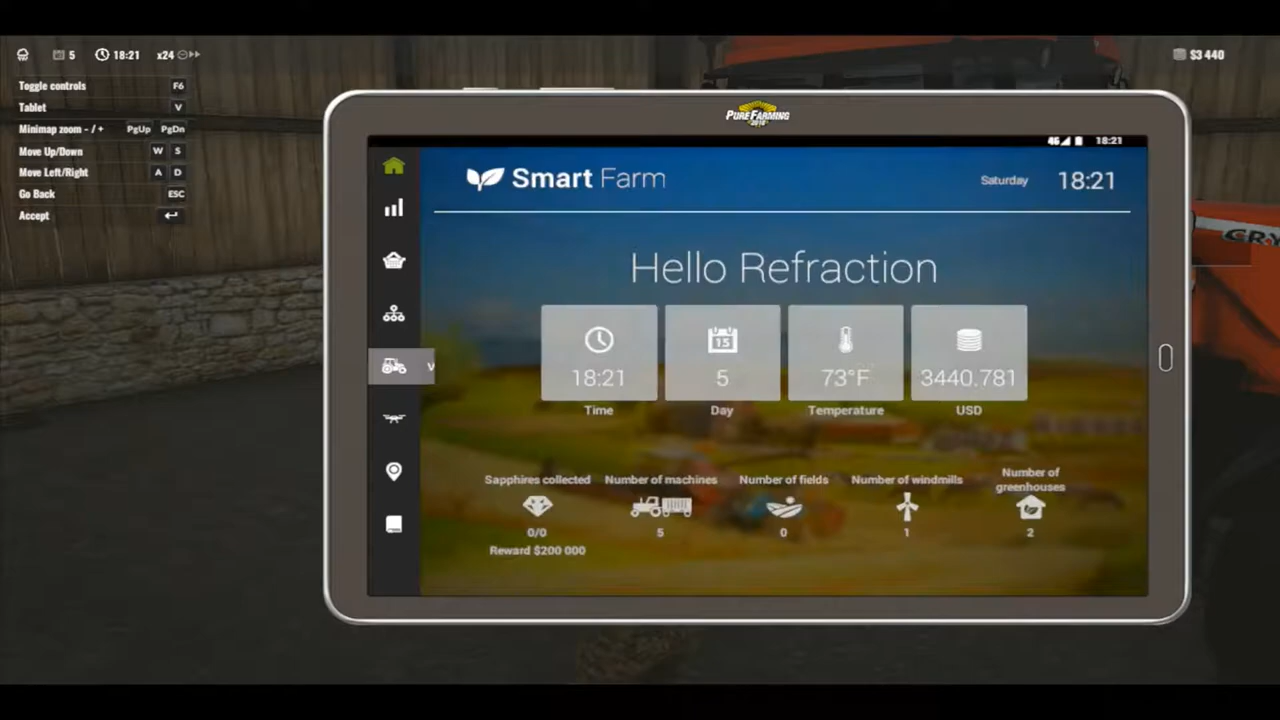 5 18:21 x24
$3 440
Toggle controls F6
Tablet V
Minimap zoom - / + PgUp PgDn
Move Up/Down W S
Move Left/Right A D
Go Back ESC
Accept
PURE FARMING
2018
4G 18:21
Smart Farm
Saturday 18:21
Hello Refraction
18:21 15 5 73°F 3440.781
Time Day Temperature USD
Sapphires collected Number of machines Number of fields Number of windmills Number of greenhouses
0/0 5 0 1 2
Reward $200 000
V
CRY